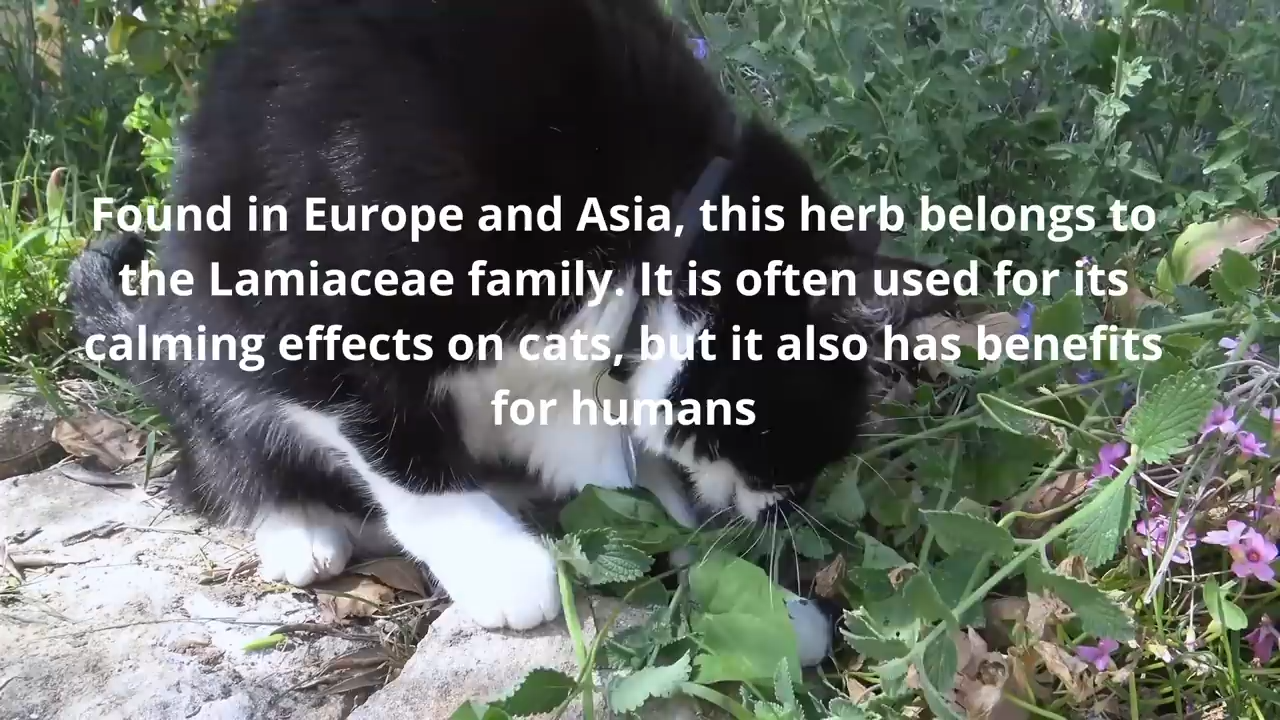 Found in Europe and Asia, this herb belongs to
the Lamiaceae family. It is often used for its
calming effects on cats, but it also has benefits
for humans